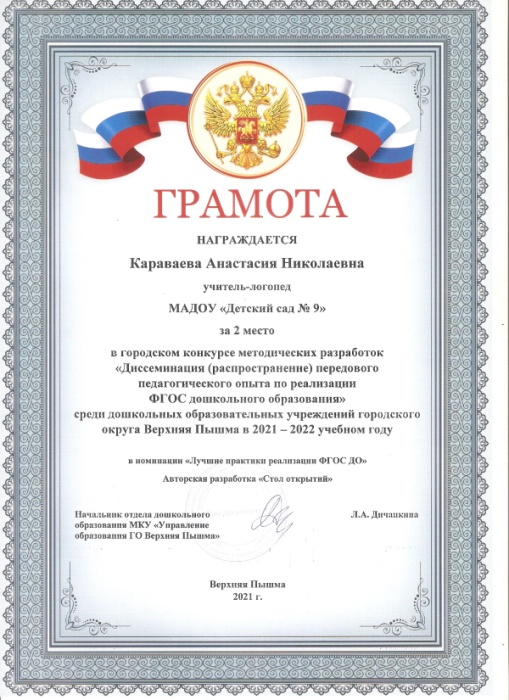 ГРАМОТА
НАГРАЖДАЕТСЯ
Караваева Анастасия Николаевна
учитель-логопед
МАДОУ «Детский сад № 9»
за 2 место
в городском конкурсе методических разработок
«Диссеминация (распространение) передового
педагогического опыта по реализации
ФГОС дошкольного образования»
среди дошкольных образовательных учреждений городского
округа Верхняя Пышма в 2021 – 2022 учебном году
в номинации «Лучшие практики реализации ФГОС ДО»
Авторская разработка «Стол открытий»
Начальник отдела дошкольного
образования МКУ «Управление
образования ГО Верхняя Пышма»
Л.А. Дичанкина
Верхняя Пышма
2021 г.